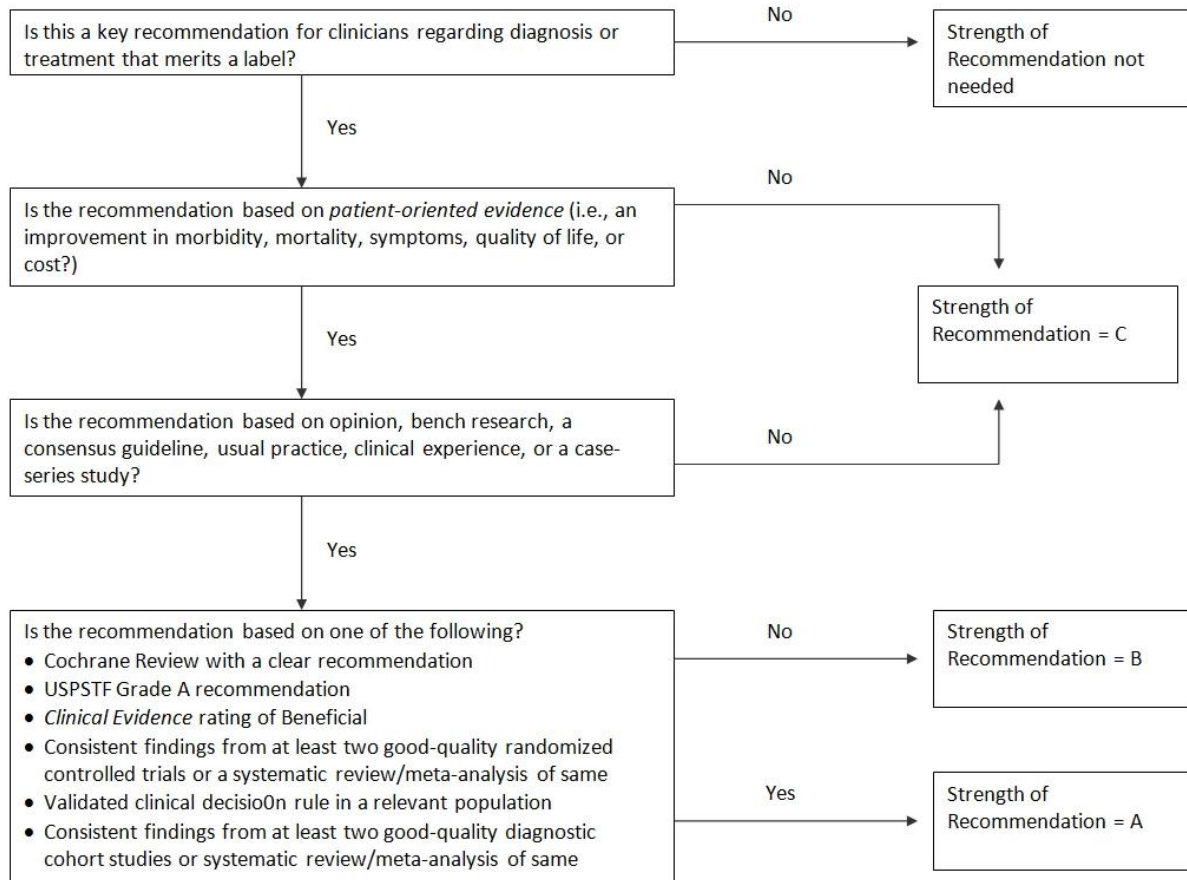 Is this a key recommendation for clinicians regarding diagnosis or
treatment that merits a label?
No
Strength of
Recommendation not
needed
Yes
Is the recommendation based on patient-oriented evidence (i.e., an
improvement in morbidity, mortality, symptoms, quality of life, or
cost?)
No
Strength of
Recommendation = C
Yes
Is the recommendation based on opinion, bench research, a
consensus guideline, usual practice, clinical experience, or a case-
series study?
No
Yes
Is the recommendation based on one of the following?
• Cochrane Review with a clear recommendation
• USPSTF Grade A recommendation
• Clinical Evidence rating of Beneficial
• Consistent findings from at least two good-quality randomized
controlled trials or a systematic review/meta-analysis of same
• Validated clinical decisio0n rule in a relevant population
• Consistent findings from at least two good-quality diagnostic
cohort studies or systematic review/meta-analysis of same
No
Strength of
Recommendation = B
Yes
Strength of
Recommendation = A